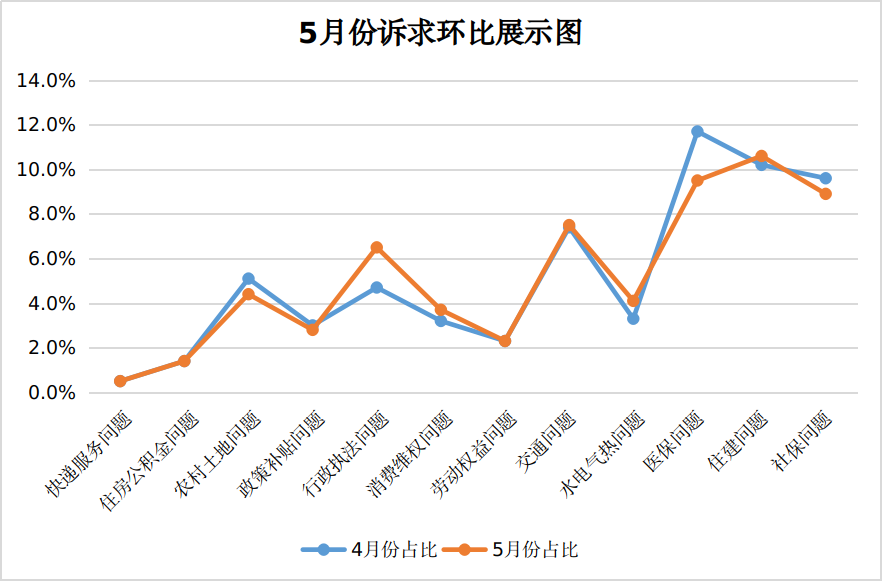 5月份诉求环比展示图
14.0%
12.0%
10.0%
8.0%
6.0%
4.0%
2.0%
0.0%
快递服务问题
住房公积金问题
农村土地问题
政策补贴问题
行政执法问题
消费维权问题
劳动权益问题
交通问题
水电气热问题
医保问题
住建问题
社保问题
4月份占比 5月份占比